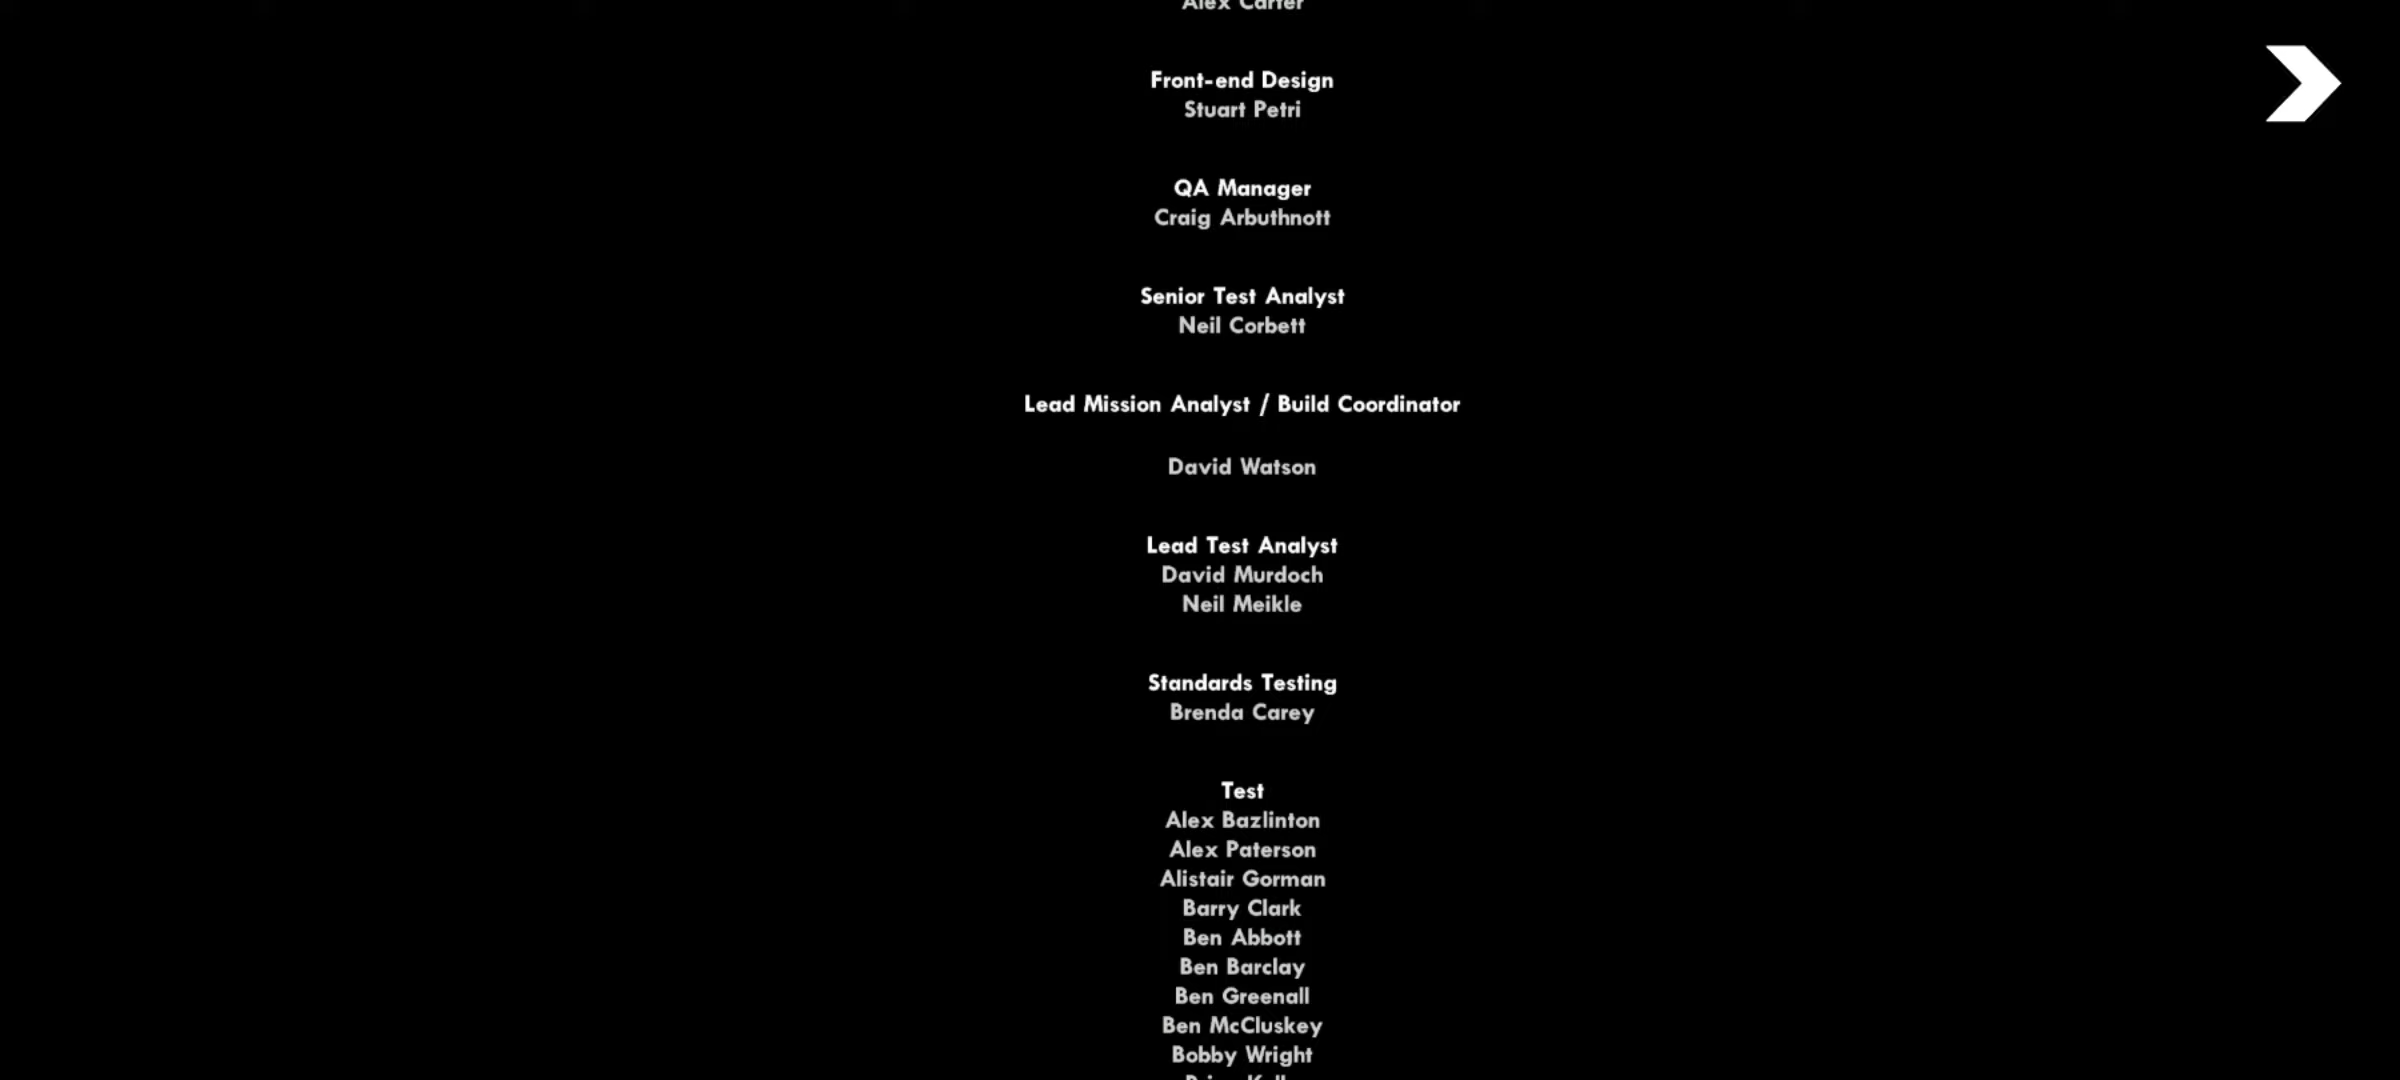 Alex Carter
Front-end Design
Stuart Petri
QA Manager
Craig Arbuthnott
Senior Test Analyst
Neil Corbett
Lead Mission Analyst / Build Coordinator
David Watson
Lead Test Analyst
David Murdoch
Neil Meikle
Standards Testing
Brenda Carey
Test
Alex Bazlinton
Alex Paterson
Alistair Gorman
Barry Clark
Ben Abbott
Ben Barclay
Ben Greenall
Ben McCluskey
Bobby Wright